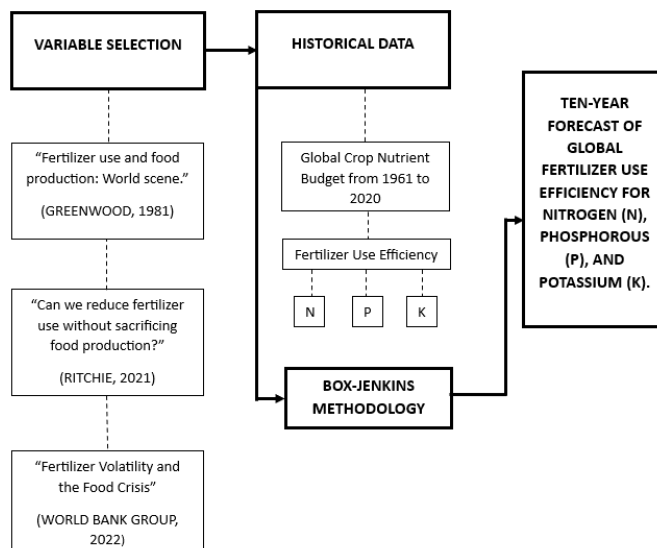 VARIABLE SELECTION
“Fertilizer use and food
production: World scene.”
(GREENWOOD, 1981)
“Can we reduce fertilizer
use without sacrificing
food production?”
(RITCHIE, 2021)
“Fertilizer Volatility and
the Food Crisis”
(WORLD BANK GROUP,
2022)
HISTORICAL DATA
Global Crop Nutrient
Budget from 1961 to
2020
Fertilizer Use Efficiency
N
P
K
BOX-JENKINS
METHODOLOGY
TEN-YEAR
FORECAST OF
GLOBAL
FERTILIZER USE
EFFICIENCY FOR
NITROGEN (N),
PHOSPHOROUS
(P), AND
POTASSIUM (K).